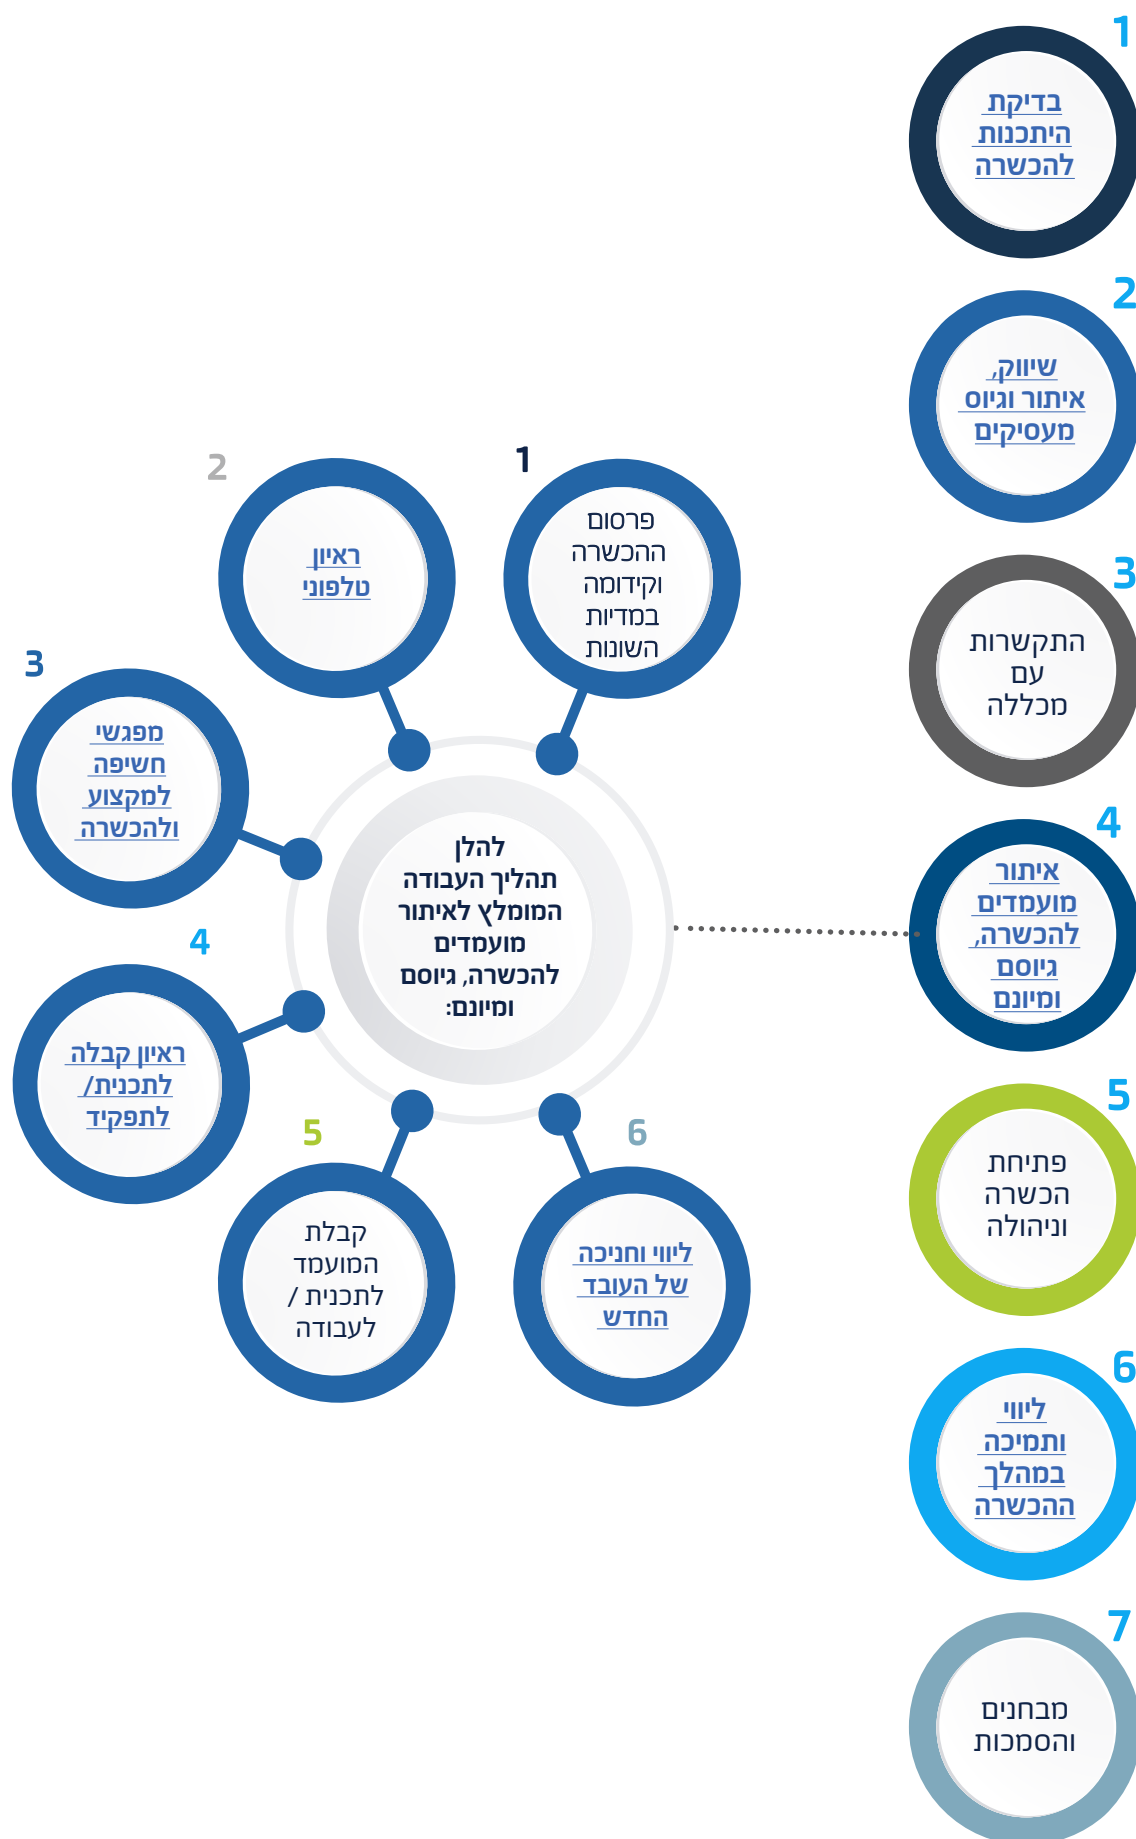 1
בדיקת
היתכנות
להכשרה
2
שיווק,
איתור וגיוס
מעסיקים
3
התקשרות
עם
מכללה
4
איתור
מועמדים
להכשרה,
גיוסם
ומיונם
5
פתיחת
הכשרה
וניהולה
6
ליווי
ותמיכה
במהלך
ההכשרה
7
מבחנים
והסמכות
להלן
תהליך העבודה
המומלץ לאיתור
מועמדים
להכשרה, גיוסם
ומיונם:
1
פרסום
ההכשרה
וקידומה
במדיות
השונות
2
ראיון
טלפוני
3
מפגשי
חשיפה
למקצוע
ולהכשרה
4
ראיון קבלה
לתכנית/
לתפקיד
5
קבלת
המועמד
לתכנית /
לעבודה
6
ליווי וחניכה
של העובד
החדש